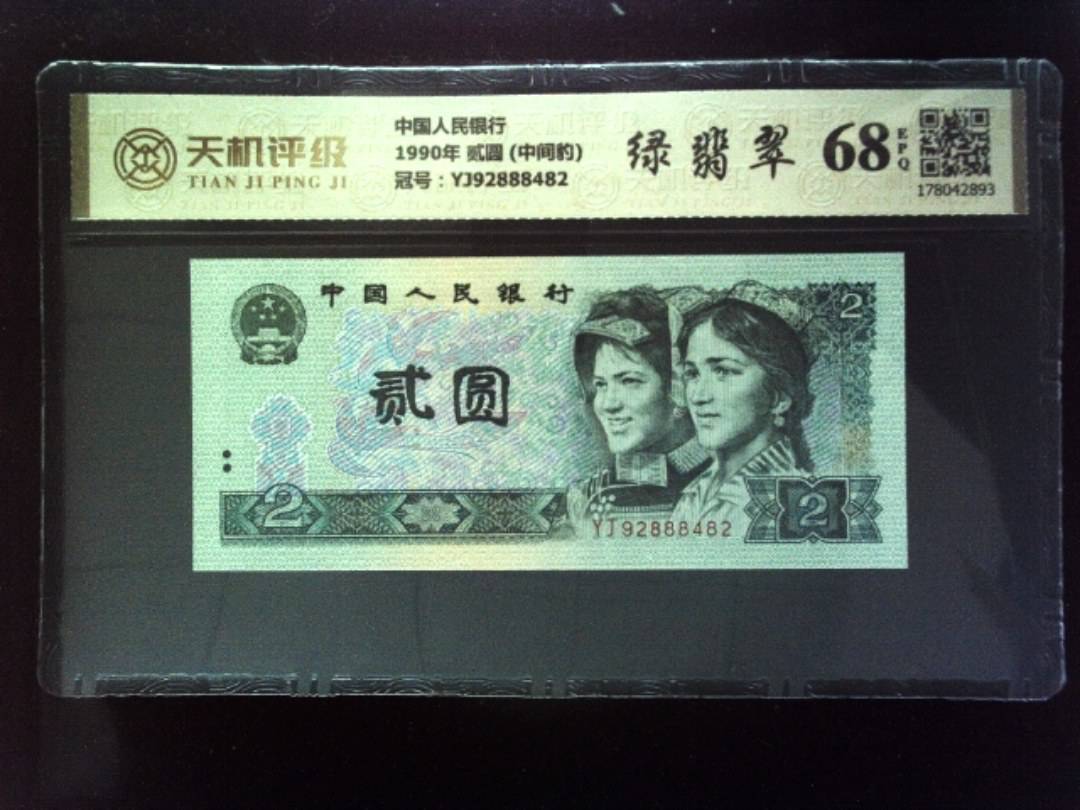 天机评级
TIAN JI PING JI
中国人民银行
1990年 贰圆 (中间豹)
冠号：YJ92888482
绿翡翠
68
EPQ
178042893
中国人民银行
2
贰圆
2
YJ92888482
2